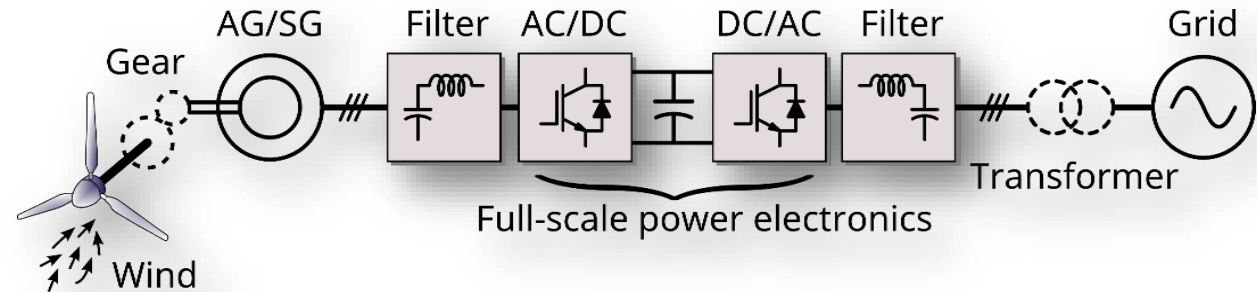 AG/SG
Filter
AC/DC
DC/AC
Filter
Grid
Gear
Transformer
Full-scale power electronics
Wind